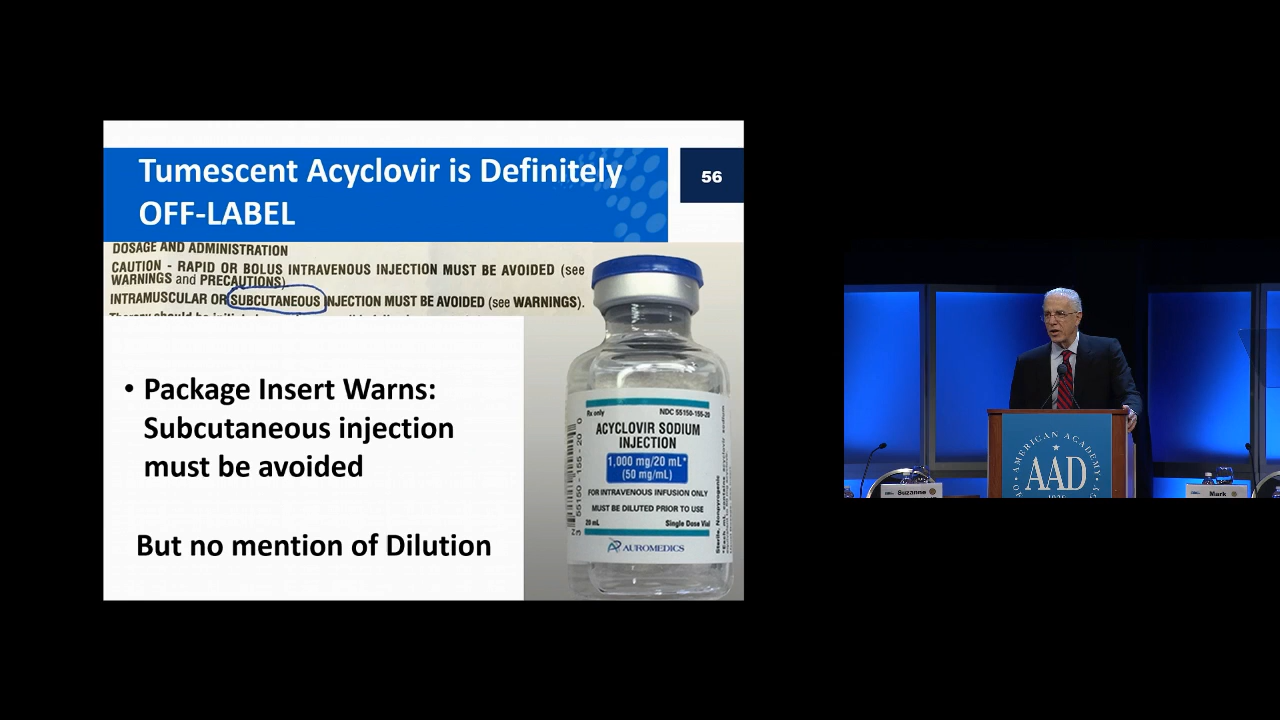 Tumescent Acyclovir is Definitely
OFF-LABEL
56
DOSAGE AND ADMINISTRATION
CAUTION - RAPID OR BOLUS INTRAVENOUS INJECTION MUST BE AVOIDED (see
WARNINGS and PRECAUTIONS)
INTRAMUSCULAR OR SUBCUTANEOUS INJECTION MUST BE AVOIDED (see WARNINGS).
• Package Insert Warns:
Subcutaneous injection
must be avoided
But no mention of Dilution
Rx only
NDC 55150-155-20
ACYCLOVIR SODIUM
INJECTION
1,000 mg/20 mL*
(50 mg/mL)
FOR INTRAVENOUS INFUSION ONLY
MUST BE DILUTED PRIOR TO USE
20 mL
Single Dose Vial
AUROMEDICS
Sterile, Nonpyrogenic
AMERICAN ACADEMY
AAD
Suzanne
Mark